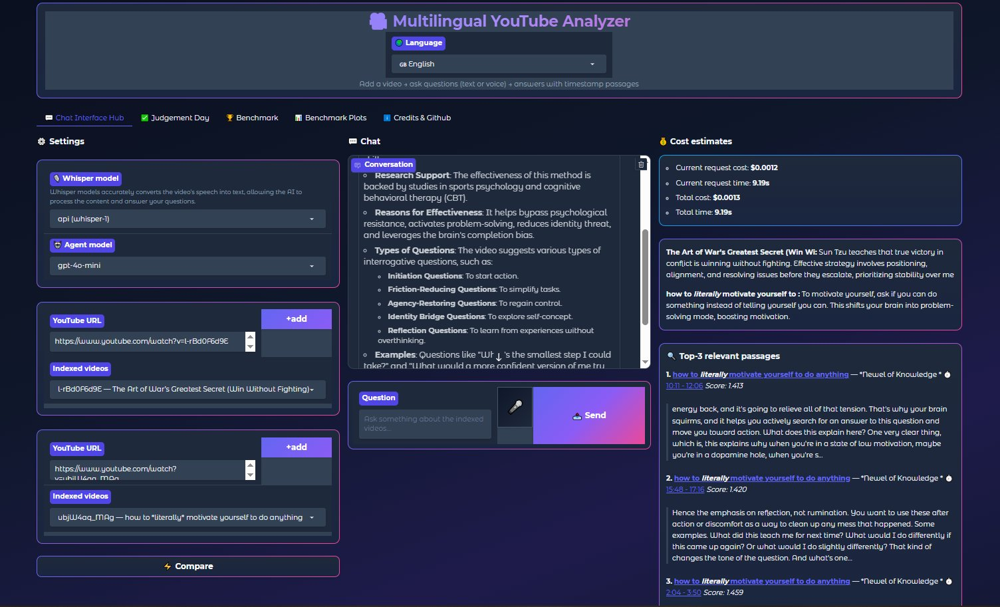 Multilingual YouTube Analyzer
Language
GB English
Add a video → ask questions (text or voice) → answers with timestamp passages
Chat Interface Hub
Judgement Day
Benchmark
Benchmark Plots
Credits & Github
Settings
Whisper model
Whisper models accurately converts the video's speech into text, allowing the AI to
process the content and answer your questions.
api (whisper-1)
Agent model
gpt-4o-mini
YouTube URL
+add
https://www.youtube.com/watch?v=l-rBd0F6d9E
Indexed videos
l-rBd0F6d9E — The Art of War's Greatest Secret (Win Without Fighting)
YouTube URL
+add
https://www.youtube.com/watch?
v=ubjW4aq_MAg
Indexed videos
ubjW4aq_MAg — how to *literally* motivate yourself to do anything
Compare
Chat
Conversation
Research Support: The effectiveness of this method is
backed by studies in sports psychology and cognitive
behavioral therapy (CBT).
Reasons for Effectiveness: It helps bypass psychological
resistance, activates problem-solving, reduces identity threat,
and leverages the brain's completion bias.
Types of Questions: The video suggests various types of
interrogative questions, such as:
Initiation Questions: To start action.
Friction-Reducing Questions: To simplify tasks.
Agency-Restoring Questions: To regain control.
Identity Bridge Questions: To explore self-concept.
Reflection Questions: To learn from experiences without
overthinking.
Examples: Questions like "Wh 's the smallest step I could
take?" and "What would a more confident version of me try
Question
Ask something about the indexed
videos...
Send
Cost estimates
Current request cost: $0.0012
Current request time: 9.19s
Total cost: $0.0013
Total time: 9.19s
The Art of War's Greatest Secret (Win Wi: Sun Tzu teaches that true victory in
conflict is winning without fighting. Effective strategy involves positioning,
alignment, and resolving issues before they escalate, prioritizing stability over me
how to literally motivate yourself to : To motivate yourself, ask if you can do
something instead of telling yourself you can. This shifts your brain into problem-
solving mode, boosting motivation.
Top-3 relevant passages
1. how to literally motivate yourself to do anything — *Newel of Knowledge *
10:11 - 12:06 Score: 1.413
energy back, and it's going to relieve all of that tension. That's why your brain
squirms, and it helps you actively search for an answer to this question and
move you toward action. What does this explain here? One very clear thing,
which is, this explains why when you're in a state of low motivation, maybe
you're in a dopamine hole, when you're s...
2. how to literally motivate yourself to do anything — *Newel of Knowledge *
15:48 - 17:16 Score: 1.420
Hence the emphasis on reflection, not rumination. You want to use these after
action or discomfort as a way to clean up any mess that happened. Some
examples. What did this teach me for next time? What would I do differently if
this came up again? Or what would I do slightly differently? That kind of
changes the tone of the question. And what's one...
3. how to literally motivate yourself to do anything — *Newel of Knowledge *
2:04 - 3:50 Score: 1.459